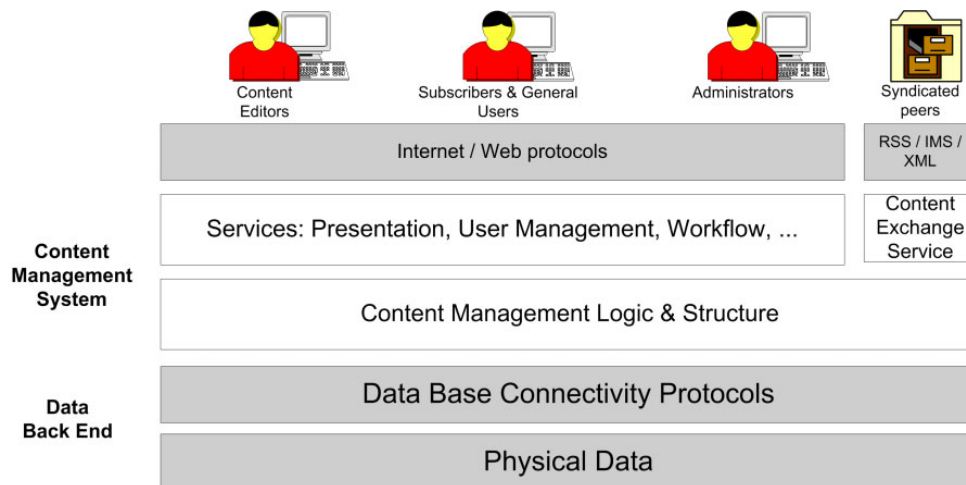 Content
Editors
Subscribers & General
Users
Administrators
Syndicated
peers
Internet / Web protocols
RSS / IMS /
XML
Services: Presentation, User Management, Workflow, ...
Content
Exchange
Service
Content
Management
System
Content Management Logic & Structure
Data Base Connectivity Protocols
Data
Back End
Physical Data